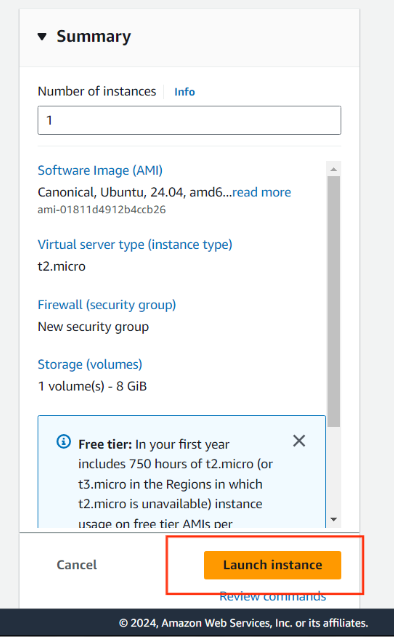 Summary
Number of instances Info
1
Software Image (AMI)
Canonical, Ubuntu, 24.04, amd6...read more
ami-01811d4912b4ccb26
Virtual server type (instance type)
t2.micro
Firewall (security group)
New security group
Storage (volumes)
1 volume(s) - 8 GiB
Free tier: In your first year
includes 750 hours of t2.micro (or
t3.micro in the Regions in which
t2.micro is unavailable) instance
usage on free tier AMIs per
Cancel Launch instance
Review commands
© 2024, Amazon Web Services, Inc. or its affiliates.